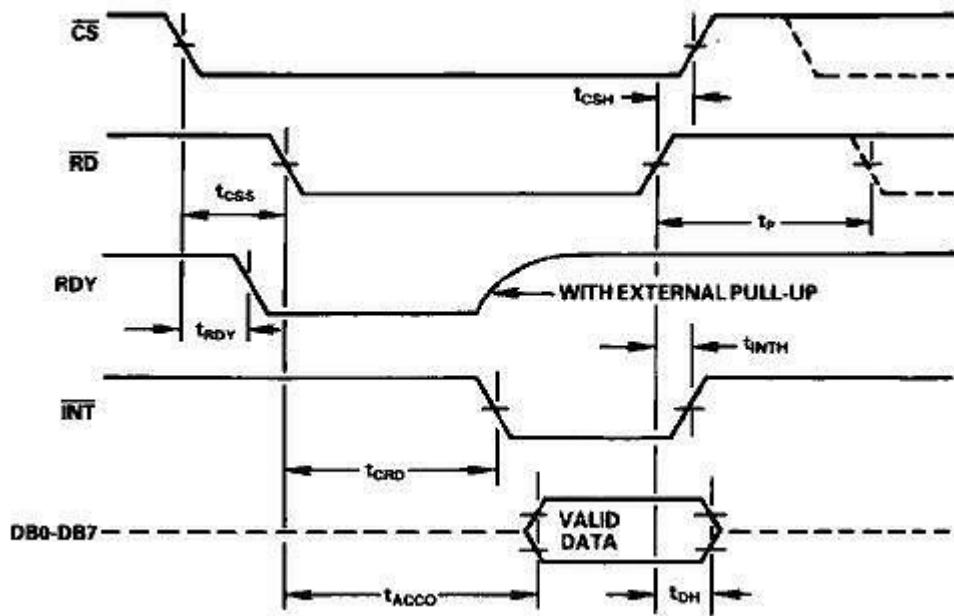 CS
tCSH
RD
tCSS
tP
RDY
WITH EXTERNAL PULL-UP
tRDY
tINTH
INT
tCRD
DB0-DB7
VALID
DATA
tACCO
tDH